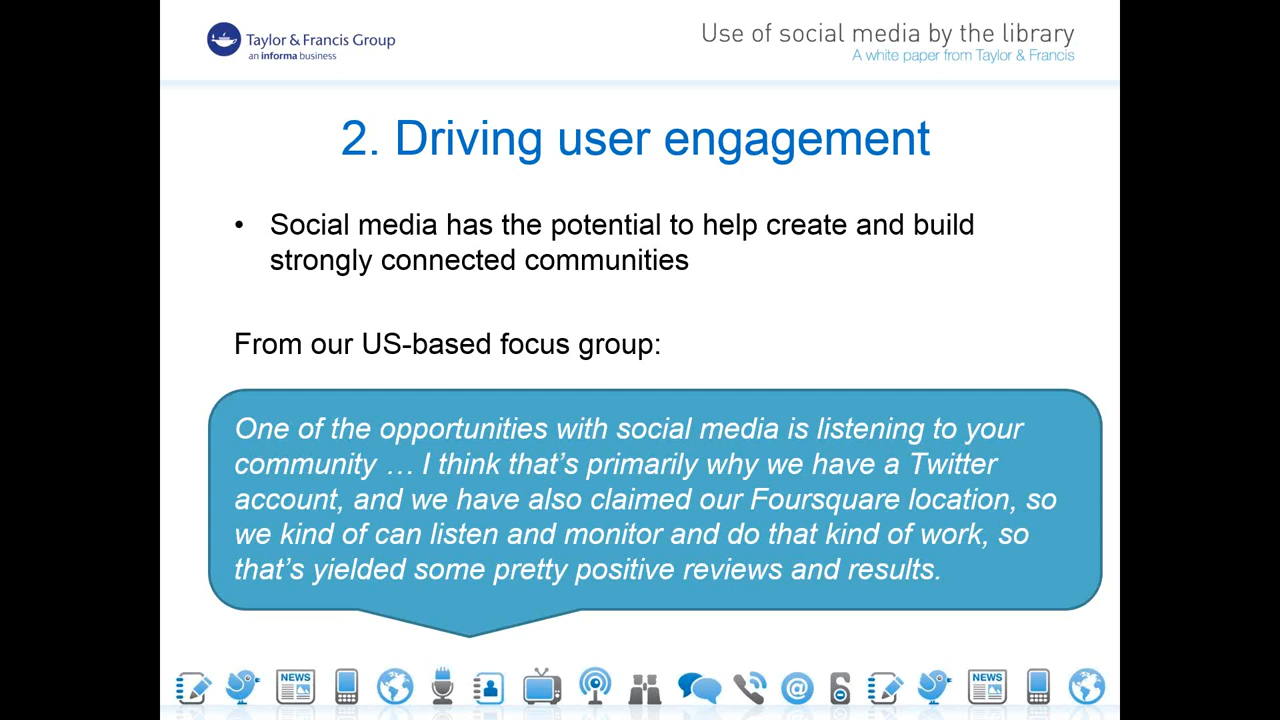 Taylor & Francis Group
an informa business
Use of social media by the library
A white paper from Taylor & Francis
2. Driving user engagement
• Social media has the potential to help create and build
strongly connected communities
From our US-based focus group:
One of the opportunities with social media is listening to your
community … I think that’s primarily why we have a Twitter
account, and we have also claimed our Foursquare location, so
we kind of can listen and monitor and do that kind of work, so
that’s yielded some pretty positive reviews and results.
NEWS
@
NEWS